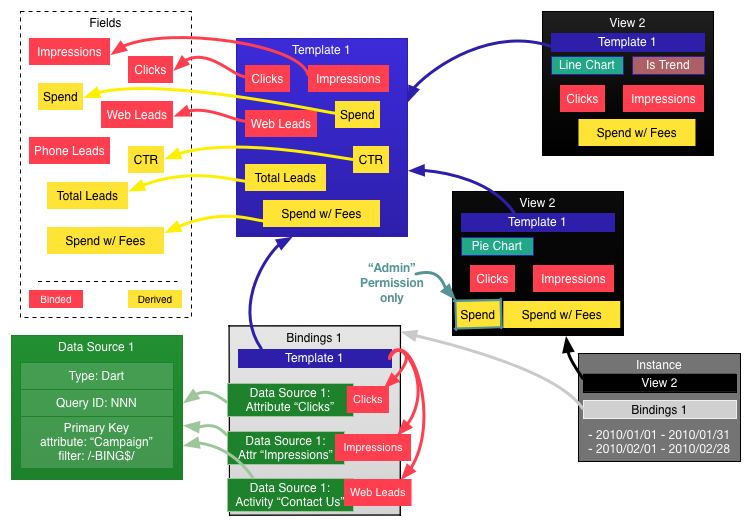 Fields
Impressions
Clicks
Spend
Web Leads
Phone Leads
CTR
Total Leads
Spend w/ Fees
Binded
Derived
Template 1
Clicks
Impressions
Spend
Web Leads
CTR
Total Leads
Spend w/ Fees
View 2
Template 1
Line Chart
Is Trend
Clicks
Impressions
Spend with Fees
View 2
Template 1
Pie Chart
Clicks
Impressions
Spend
Spend w/ Fees
“Admin”
Permission
only
Data Source 1
Type: Dart
Query ID: NNN
Primary Key
attribute: “Campaign”
filter: /-BING$/
Bindings 1
Template 1
Data Source 1:
Attribute “Clicks”
Clicks
Data Source 1:
Attr “Impressions”
Impressions
Data Source 1:
Activity “Contact Us”
Web Leads
Instance
View 2
Bindings 1
- 2010/01/01 - 2010/01/31
- 2010/02/01 - 2010/02/28